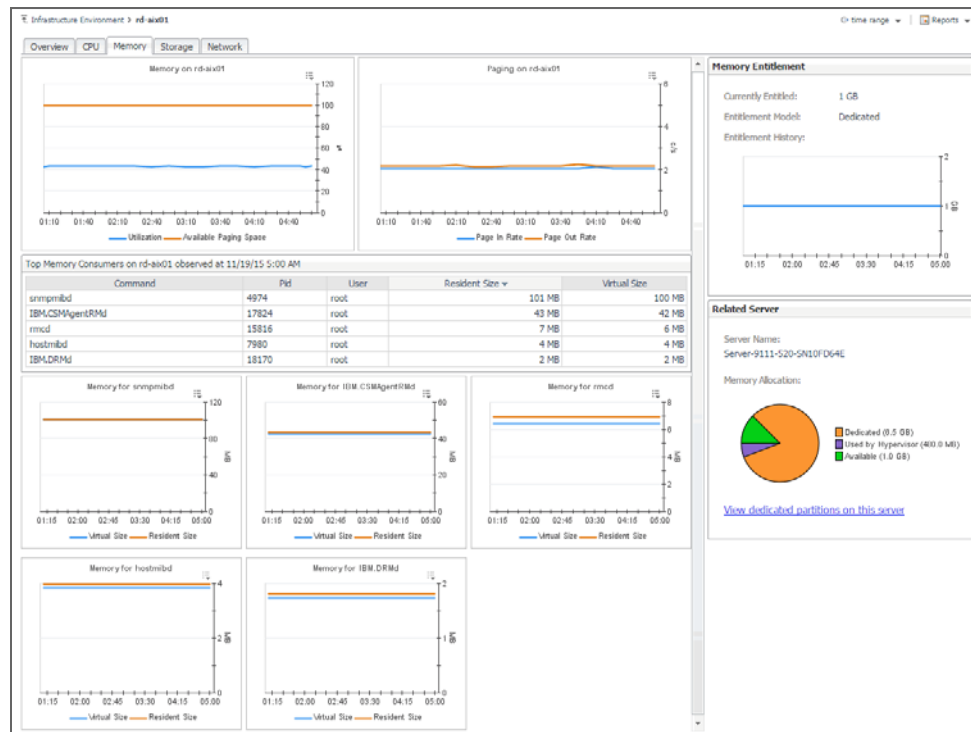 Infrastructure Environment > rd-aix01
time range
Reports
Overview
CPU
Memory
Storage
Network
Memory on rd-aix01
120
100
80
60
40
20
0
%
01:10 01:40 02:10 02:40 03:10 03:40 04:10 04:40
Utilization Available Paging Space
Paging on rd-aix01
6
4
2
0
c/s
01:10 01:40 02:10 02:40 03:10 03:40 04:10 04:40
Page In Rate Page Out Rate
Top Memory Consumers on rd-aix01 observed at 11/19/15 5:00 AM
Command Pid User Resident Size Virtual Size
snmpmibd 4974 root 101 MB 100 MB
IBM.CSMAgentRMd 17824 root 43 MB 42 MB
rmcd 15816 root 7 MB 6 MB
hostmibd 7980 root 4 MB 4 MB
IBM.DRMd 18170 root 2 MB 2 MB
Memory for snmpmibd
120
80
40
0
MB
01:15 02:00 02:45 03:30 04:15 05:00
Virtual Size Resident Size
Memory for IBM.CSMAgentRMd
60
40
20
0
MB
01:15 02:00 02:45 03:30 04:15 05:00
Virtual Size Resident Size
Memory for rmcd
8
6
4
2
0
MB
01:15 02:00 02:45 03:30 04:15 05:00
Virtual Size Resident Size
Memory for hostmibd
4
2
0
MB
01:15 02:00 02:45 03:30 04:15 05:00
Virtual Size Resident Size
Memory for IBM.DRMd
2
1
0
MB
01:15 02:00 02:45 03:30 04:15 05:00
Virtual Size Resident Size
Memory Entitlement
Currently Entitled: 1 GB
Entitlement Model: Dedicated
Entitlement History:
2
1
0
GB
01:15 02:00 02:45 03:30 04:15 05:00
Related Server
Server Name:
Server-9111-520-SN10FD64E
Memory Allocation:
Dedicated (6.5 GB)
Used by Hypervisor (400.0 MB)
Available (1.0 GB)
View dedicated partitions on this server